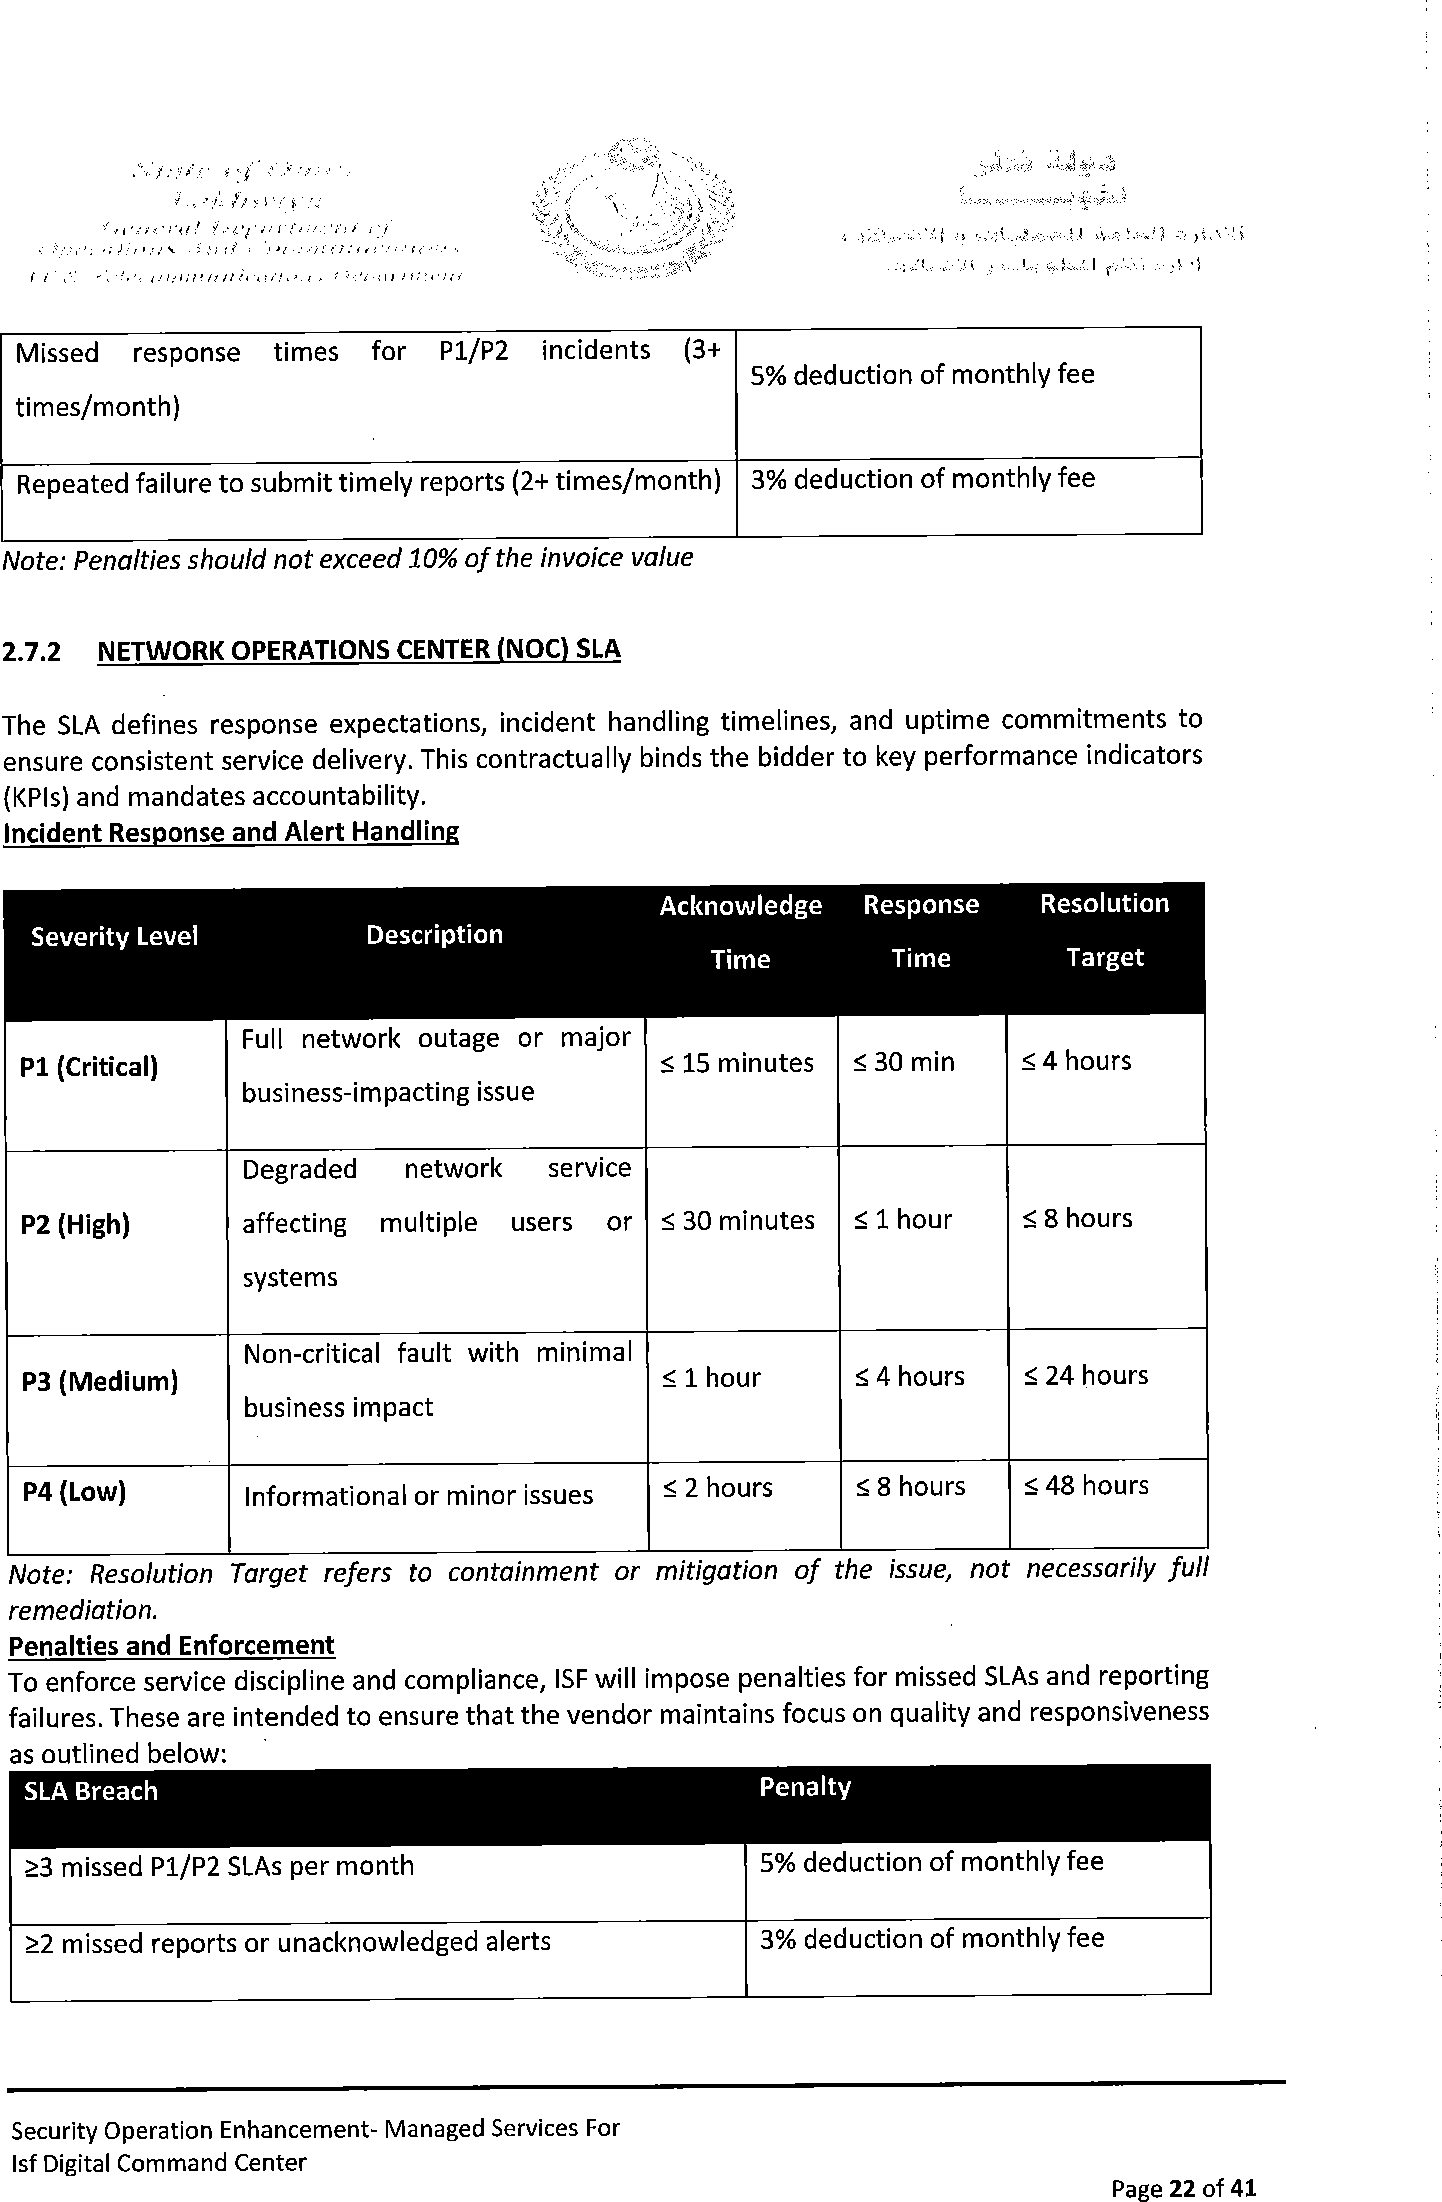 State of Qatar
Lekhwiya
General Department of
دولة قطر
لخويا
Missed response times for P1/P2 incidents (3+
times/month)
5% deduction of monthly fee
Repeated failure to submit timely reports (2+ times/month)
3% deduction of monthly fee
Note: Penalties should not exceed 10% of the invoice value
2.7.2 NETWORK OPERATIONS CENTER (NOC) SLA
The SLA defines response expectations, incident handling timelines, and uptime commitments to
ensure consistent service delivery. This contractually binds the bidder to key performance indicators
(KPIs) and mandates accountability.
Incident Response and Alert Handling
Severity Level
Description
Acknowledge
Time
Response
Time
Resolution
Target
P1 (Critical)
Full network outage or major
business-impacting issue
≤ 15 minutes
≤ 30 min
≤ 4 hours
P2 (High)
Degraded network service
affecting multiple users or
systems
≤ 30 minutes
≤ 1 hour
≤ 8 hours
P3 (Medium)
Non-critical fault with minimal
business impact
≤ 1 hour
≤ 4 hours
≤ 24 hours
P4 (Low)
Informational or minor issues
≤ 2 hours
≤ 8 hours
≤ 48 hours
Note: Resolution Target refers to containment or mitigation of the issue, not necessarily full
remediation.
Penalties and Enforcement
To enforce service discipline and compliance, ISF will impose penalties for missed SLAs and reporting
failures. These are intended to ensure that the vendor maintains focus on quality and responsiveness
as outlined below:
SLA Breach
Penalty
≥3 missed P1/P2 SLAs per month
5% deduction of monthly fee
≥2 missed reports or unacknowledged alerts
3% deduction of monthly fee
Security Operation Enhancement- Managed Services For
Isf Digital Command Center
Page 22 of 41